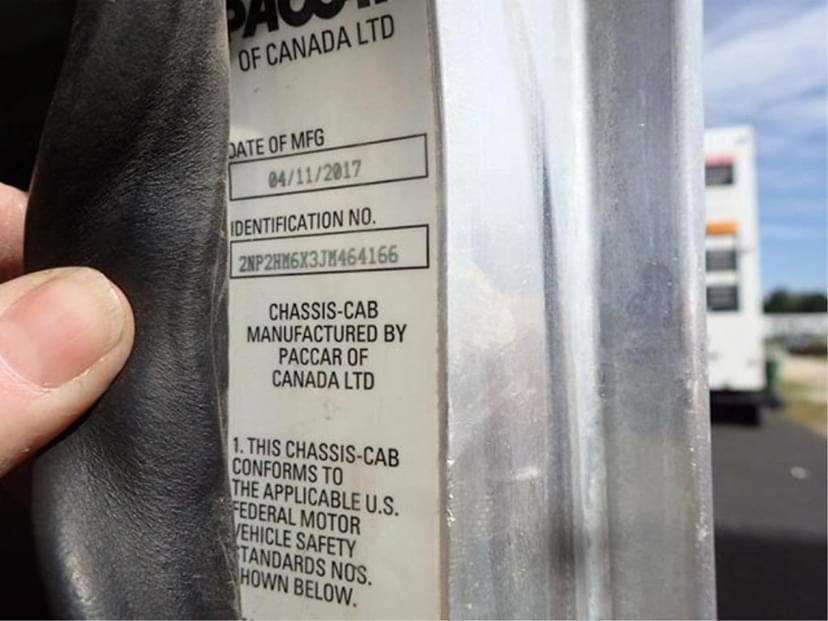 PACCAR
OF CANADA LTD
DATE OF MFG
04/11/2017
IDENTIFICATION NO.
2NP2HM6X3JM464166
CHASSIS-CAB
MANUFACTURED BY
PACCAR OF
CANADA LTD
1. THIS CHASSIS-CAB
CONFORMS TO
THE APPLICABLE U.S.
FEDERAL MOTOR
VEHICLE SAFETY
STANDARDS NOS.
SHOWN BELOW.